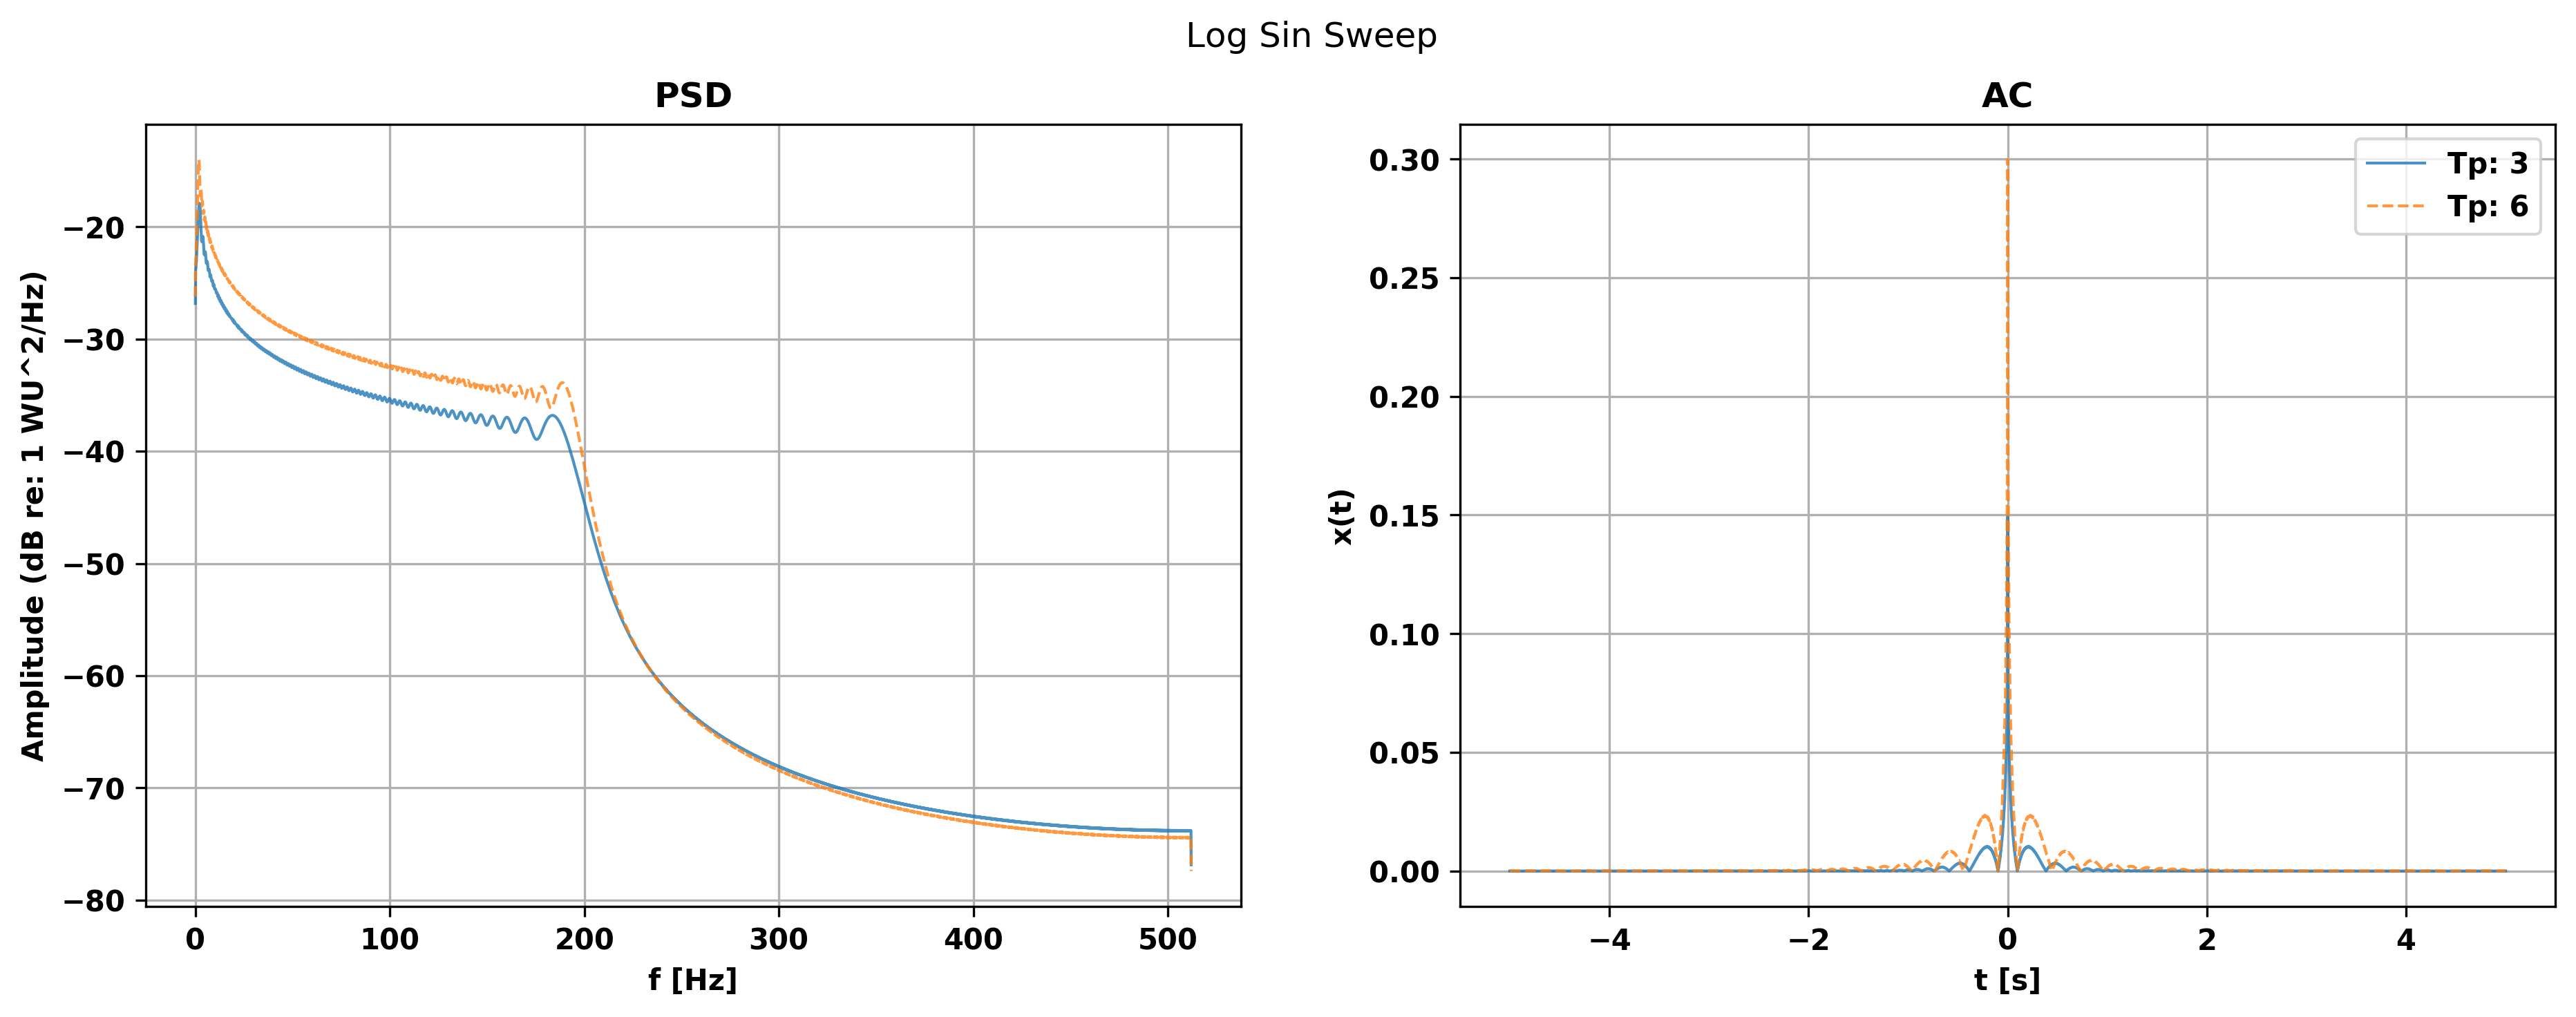 Log Sin Sweep
PSD
Amplitude (dB re: 1 WU^2/Hz)
−20
−30
−40
−50
−60
−70
−80
0
100
200
300
400
500
f [Hz]
AC
x(t)
0.30
0.25
0.20
0.15
0.10
0.05
0.00
−4
−2
0
2
4
t [s]
Tp: 3
Tp: 6